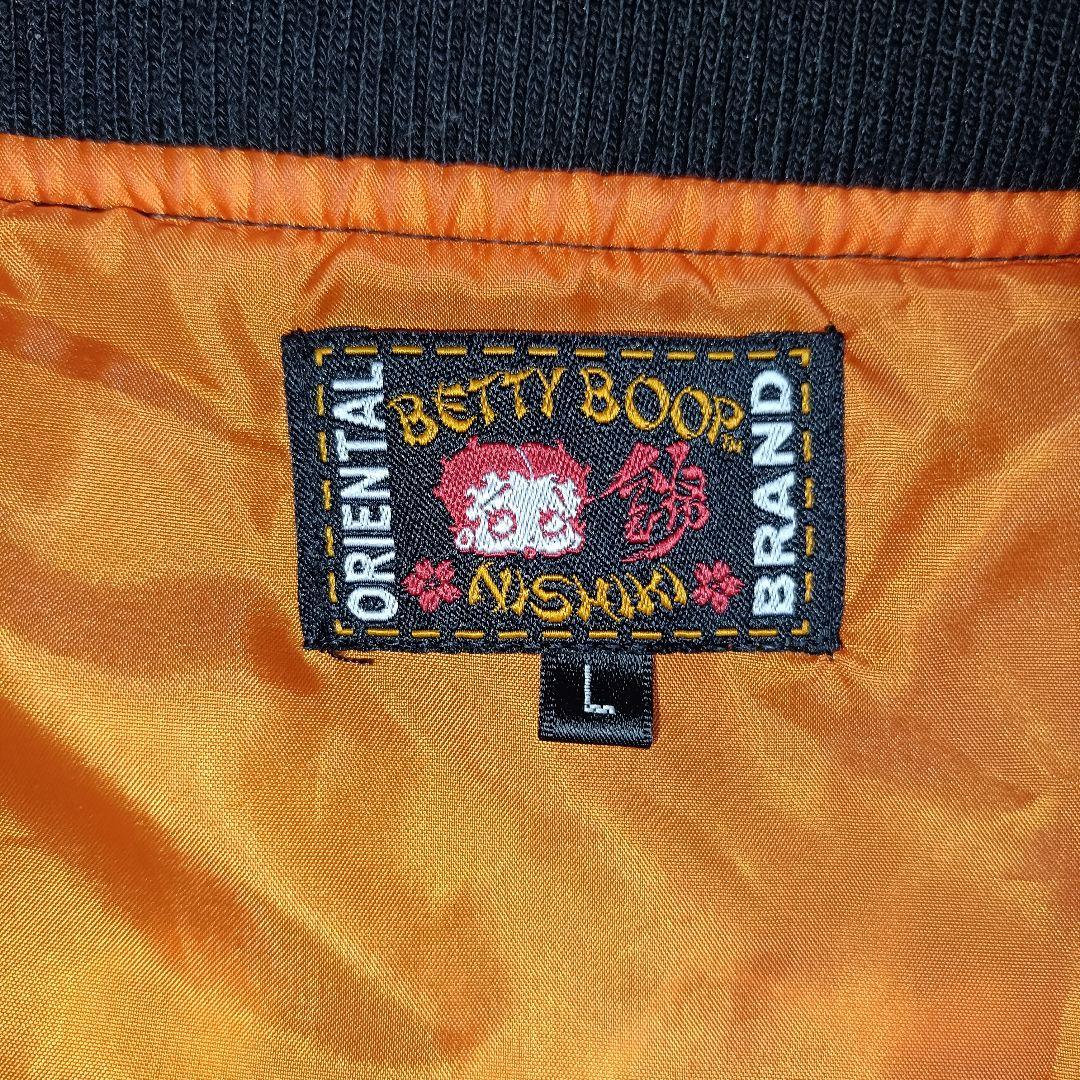 ORIENTAL
BETTY BOOP™
錦
NISHIKI
BRAND
L